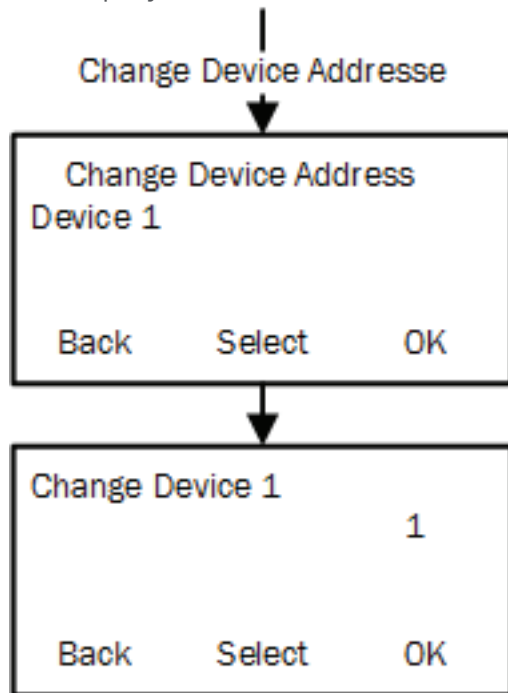 Change Device Addresse
Change Device Address
Device 1
Back Select OK
Change Device 1
1
Back Select OK